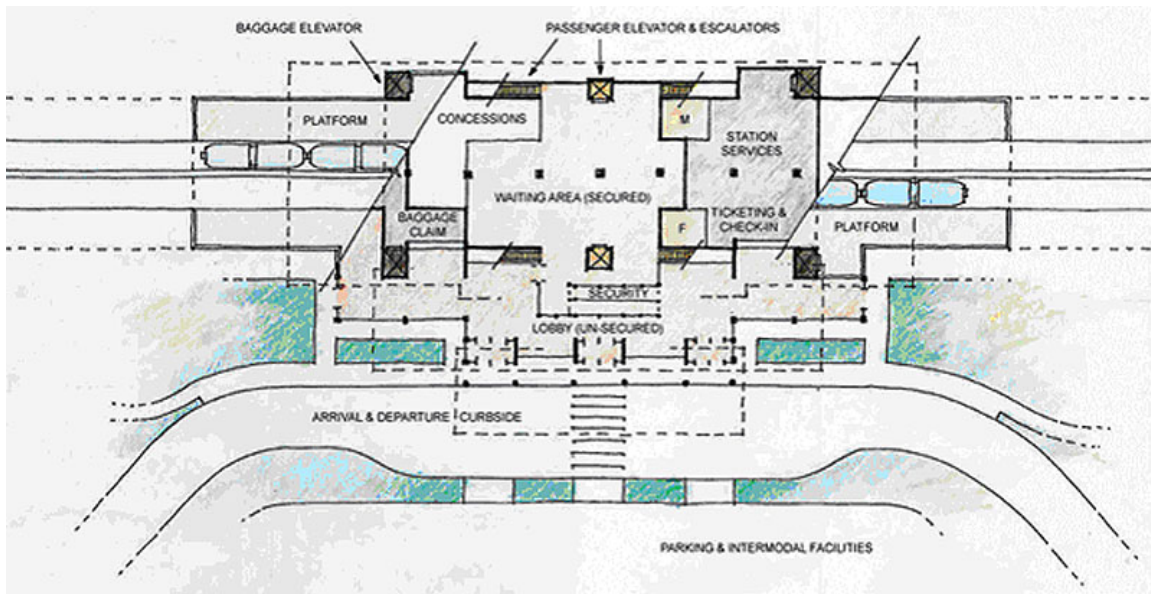 BAGGAGE ELEVATOR
PASSENGER ELEVATOR & ESCALATORS
PLATFORM
CONCESSIONS
M
STATION
SERVICES
WAITING AREA (SECURED)
BAGGAGE
CLAIM
F
TICKETING &
CHECK-IN
PLATFORM
SECURITY
LOBBY (UN-SECURED)
ARRIVAL & DEPARTURE CURBSIDE
PARKING & INTERMODAL FACILITIES